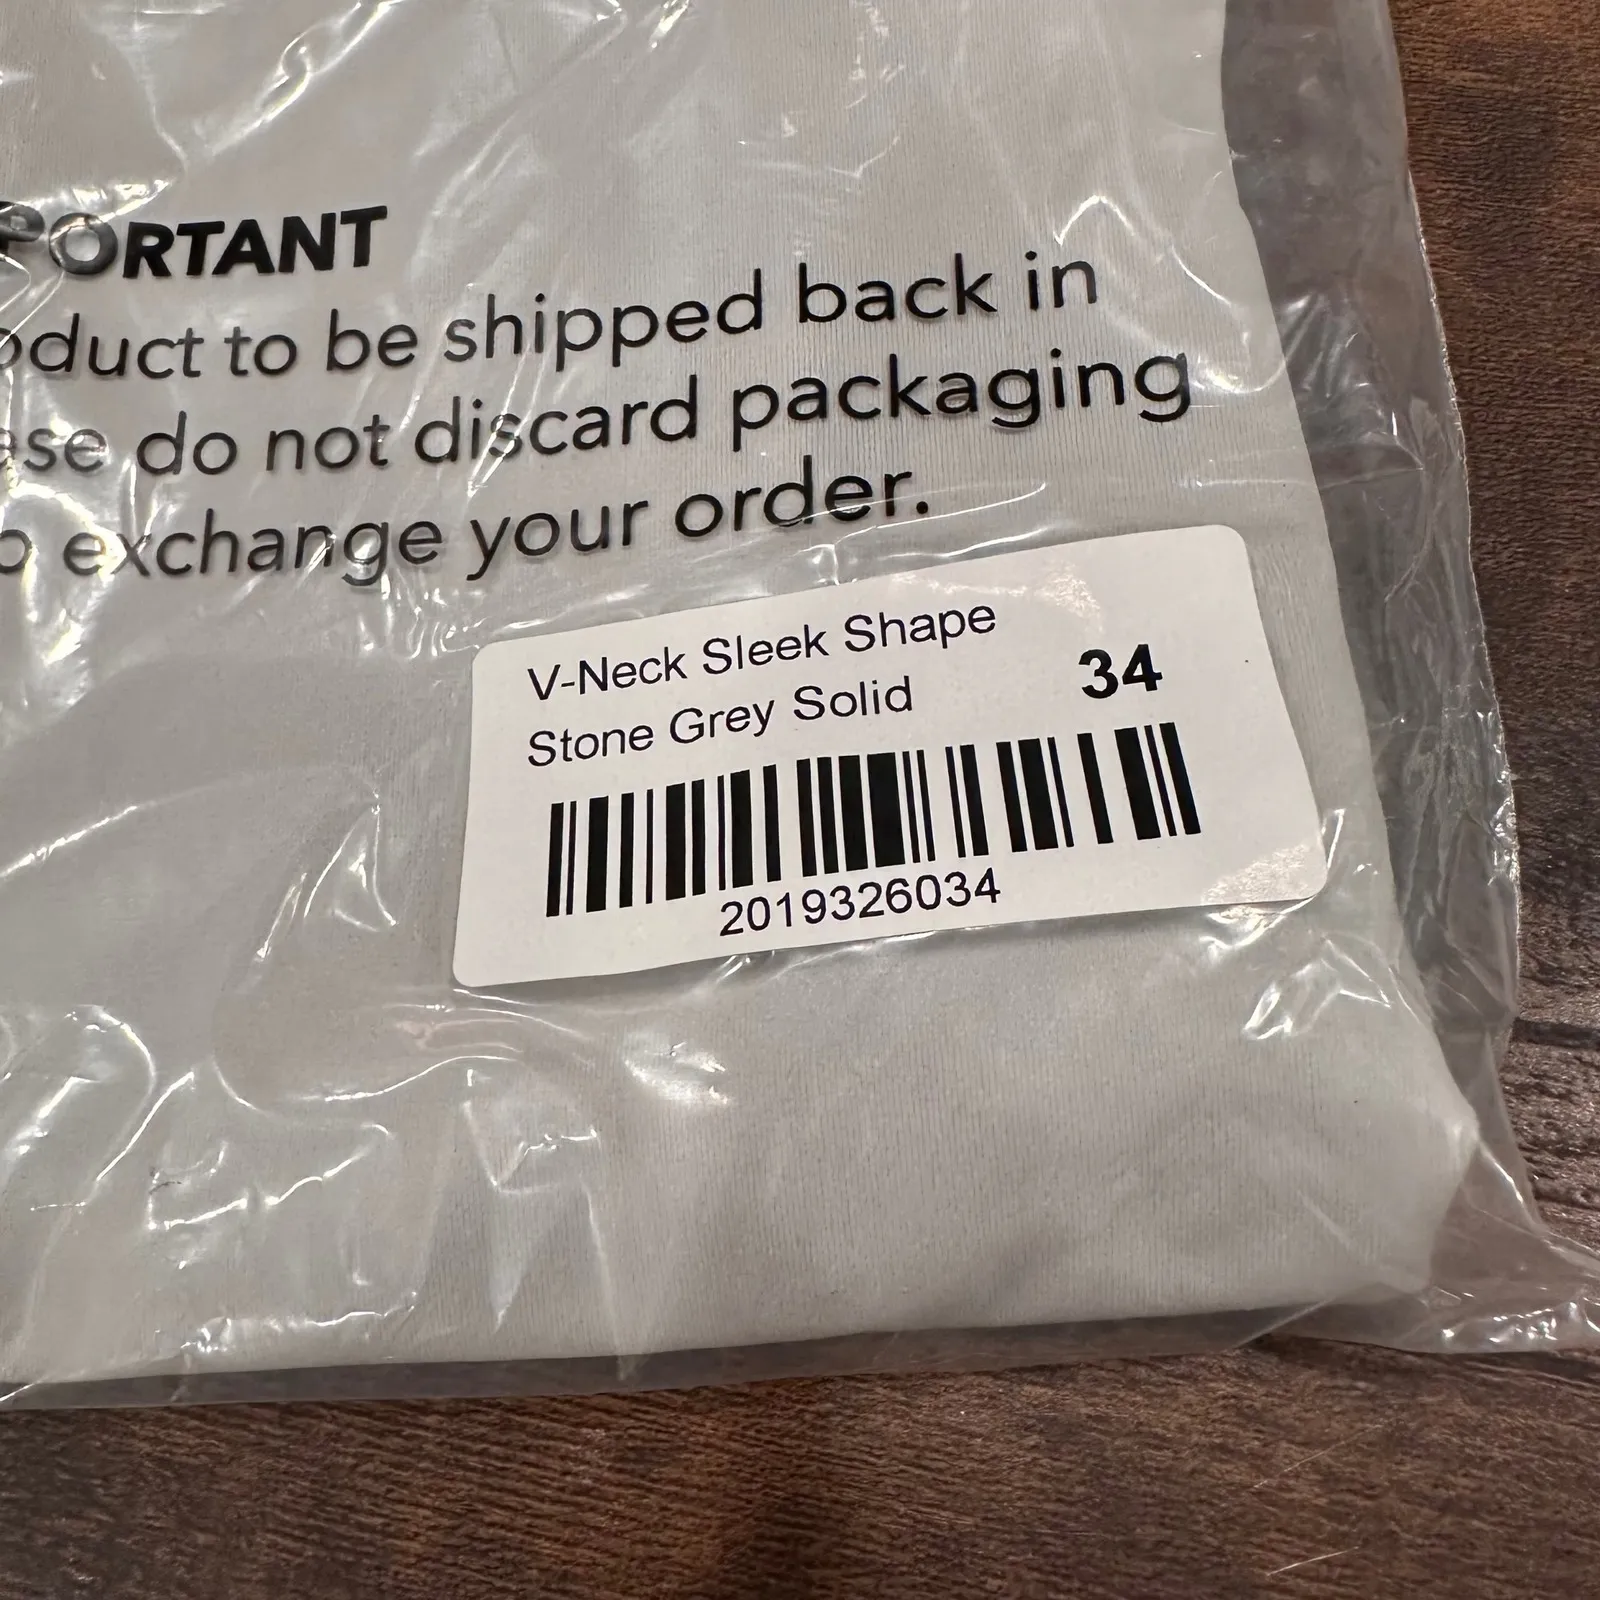 PORTANT
oduct to be shipped back in
ase do not discard packaging
o exchange your order.
V-Neck Sleek Shape
Stone Grey Solid
34
2019326034